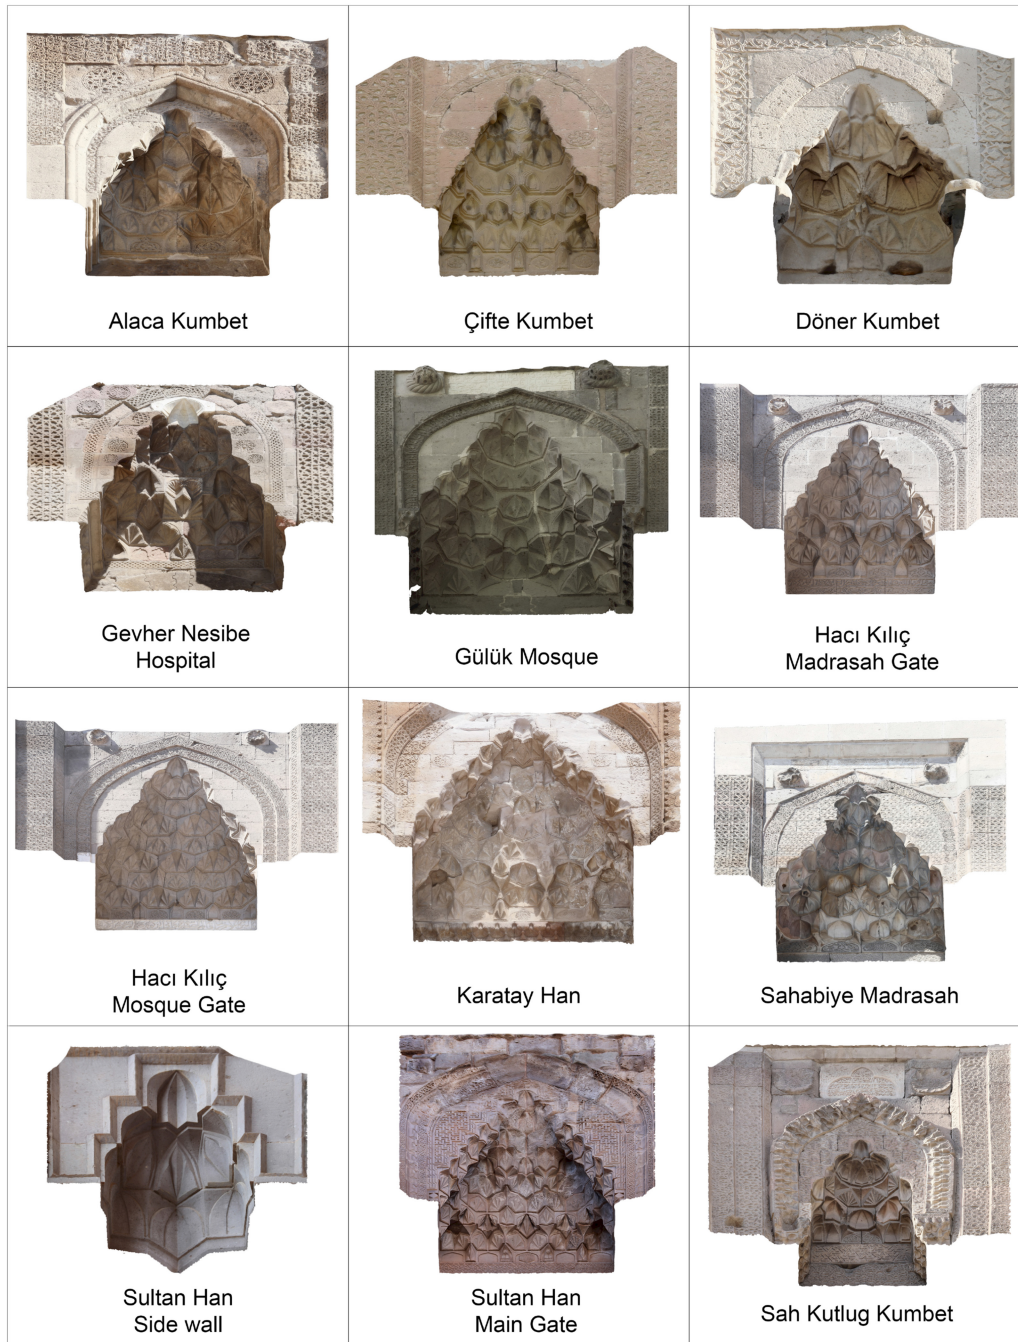 Alaca Kumbet
Çifte Kumbet
Döner Kumbet
Gevher Nesibe
Hospital
Gülük Mosque
Hacı Kılıç
Madrasah Gate
Hacı Kılıç
Mosque Gate
Karatay Han
Sahabiye Madrasah
Sultan Han
Side wall
Sultan Han
Main Gate
Sah Kutlug Kumbet